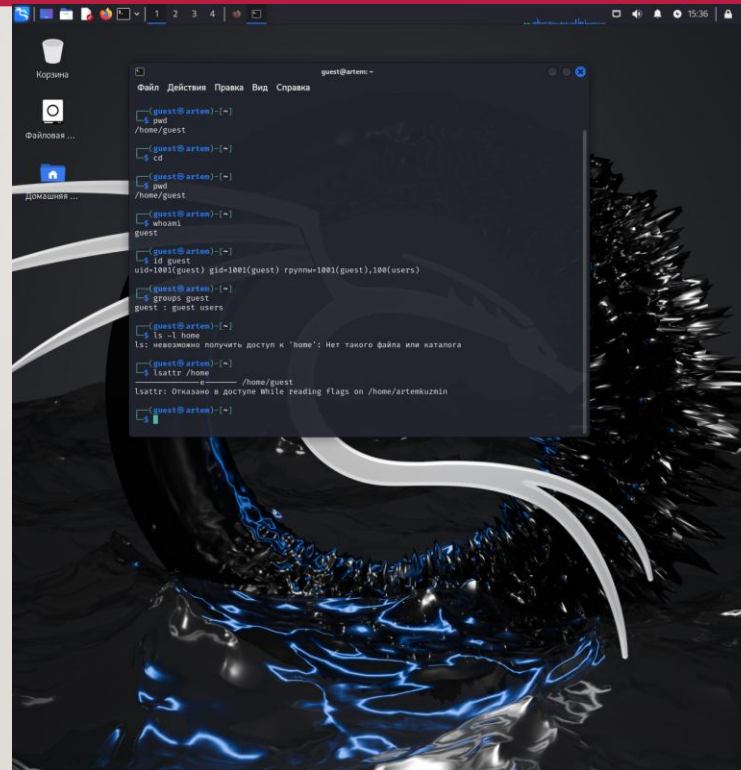 1 2 3 4
15:36
Корзина
Файловая ...
Домашняя ...
guest@artem: ~
Файл Действия Правка Вид Справка
┌──(guest㉿artem)-[~]
└─$ pwd
/home/guest
┌──(guest㉿artem)-[~]
└─$ cd
┌──(guest㉿artem)-[~]
└─$ pwd
/home/guest
┌──(guest㉿artem)-[~]
└─$ whoami
guest
┌──(guest㉿artem)-[~]
└─$ id guest
uid=1001(guest) gid=1001(guest) группы=1001(guest),100(users)
┌──(guest㉿artem)-[~]
└─$ groups guest
guest : guest users
┌──(guest㉿artem)-[~]
└─$ ls -l home
ls: невозможно получить доступ к 'home': Нет такого файла или каталога
┌──(guest㉿artem)-[~]
└─$ lsattr /home
--------------e------- /home/guest
lsattr: Отказано в доступе While reading flags on /home/artemkuzmin
┌──(guest㉿artem)-[~]
└─$